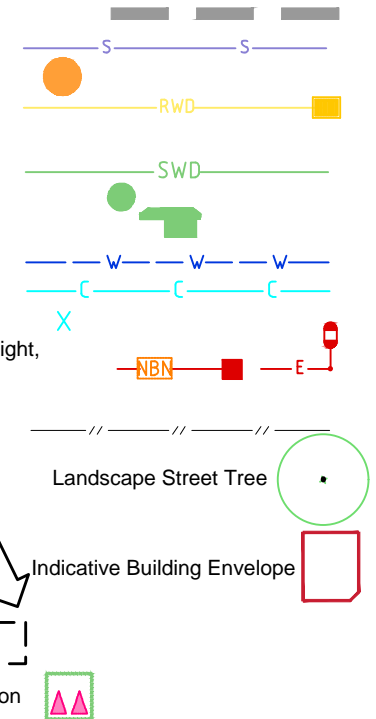 S S
RWD
SWD
W W W
C C C
X
ight,
NBN E
// // //
Landscape Street Tree
Indicative Building Envelope
on